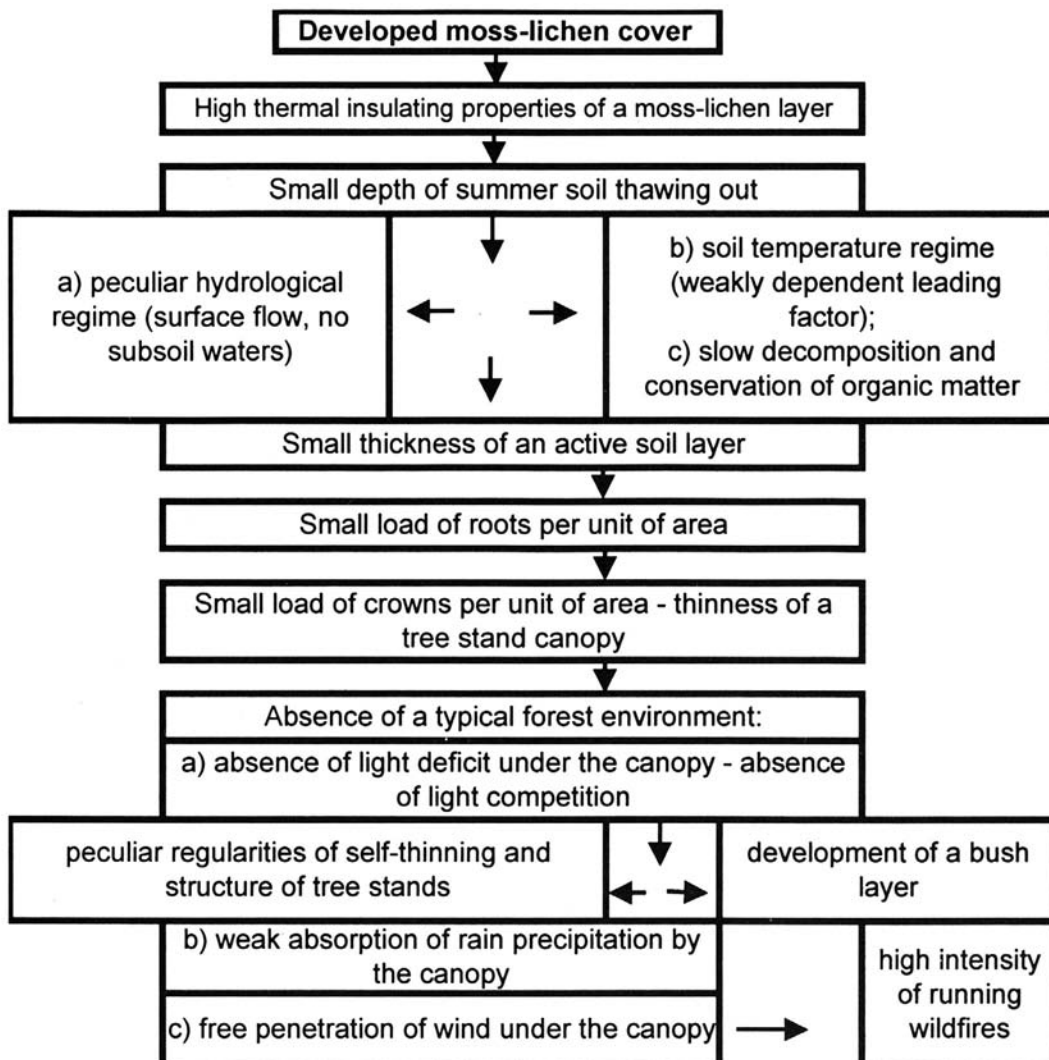 Developed moss-lichen cover
High thermal insulating properties of a moss-lichen layer
Small depth of summer soil thawing out
a) peculiar hydrological
regime (surface flow, no
subsoil waters)
b) soil temperature regime
(weakly dependent leading
factor);
c) slow decomposition and
conservation of organic matter
Small thickness of an active soil layer
Small load of roots per unit of area
Small load of crowns per unit of area - thinness of a
tree stand canopy
Absence of a typical forest environment:
a) absence of light deficit under the canopy - absence
of light competition
peculiar regularities of self-thinning and
structure of tree stands
development of a bush
layer
b) weak absorption of rain precipitation by
the canopy
c) free penetration of wind under the canopy
high intensity
of running
wildfires